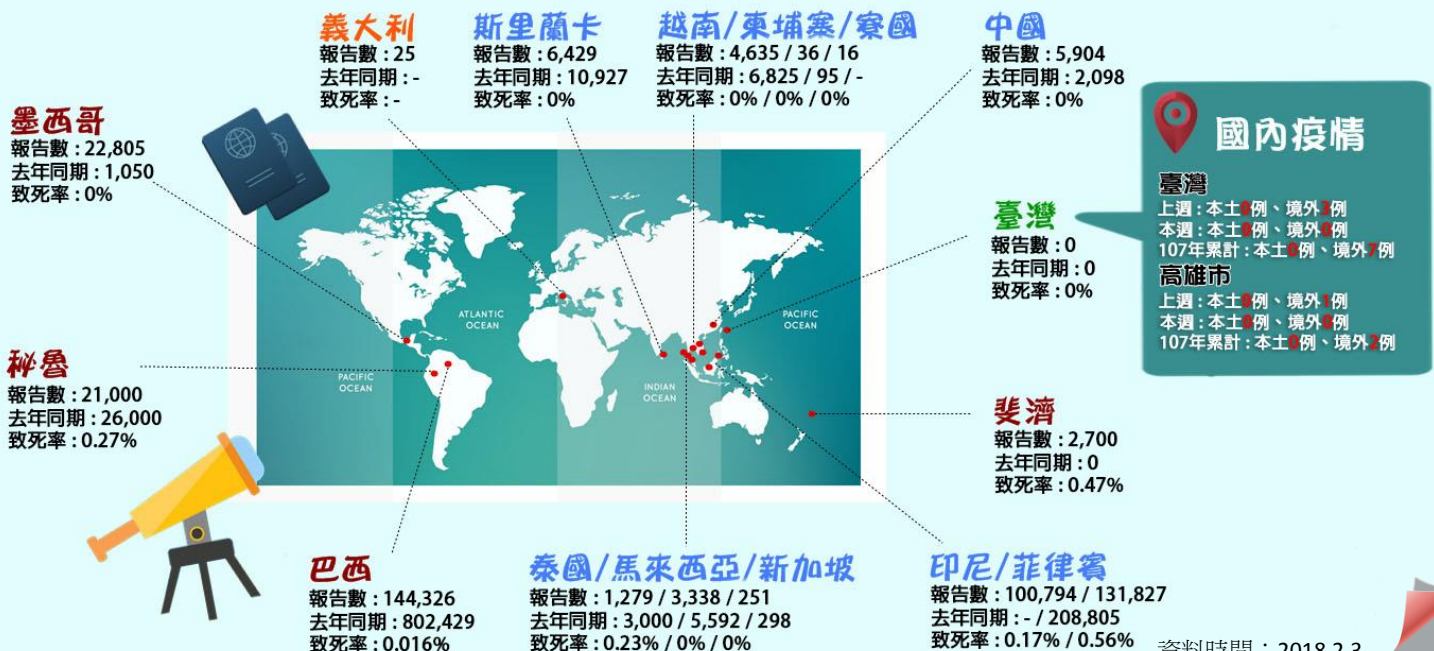 義大利
報告數：25
去年同期：-
致死率：-
斯里蘭卡
報告數：6,429
去年同期：10,927
致死率：0%
越南/柬埔寨/寮國
報告數：4,635 / 36 / 16
去年同期：6,825 / 95 / -
致死率：0% / 0% / 0%
中國
報告數：5,904
去年同期：2,098
致死率：0%
墨西哥
報告數：22,805
去年同期：1,050
致死率：0%
國內疫情
臺灣
上週：本土0例、境外3例
本週：本土0例、境外0例
107年累計：本土0例、境外7例
高雄市
上週：本土0例、境外1例
本週：本土0例、境外0例
107年累計：本土0例、境外2例
臺灣
報告數：0
去年同期：0
致死率：0%
ATLANTIC
OCEAN
PACIFIC
OCEAN
PACIFIC
OCEAN
INDIAN
OCEAN
秘魯
報告數：21,000
去年同期：26,000
致死率：0.27%
斐濟
報告數：2,700
去年同期：0
致死率：0.47%
巴西
報告數：144,326
去年同期：802,429
致死率：0.016%
泰國/馬來西亞/新加坡
報告數：1,279 / 3,338 / 251
去年同期：3,000 / 5,592 / 298
致死率：0.23% / 0% / 0%
印尼/菲律賓
報告數：100,794 / 131,827
去年同期：- / 208,805
致死率：0.17% / 0.56%
資料時間：2018.2.3